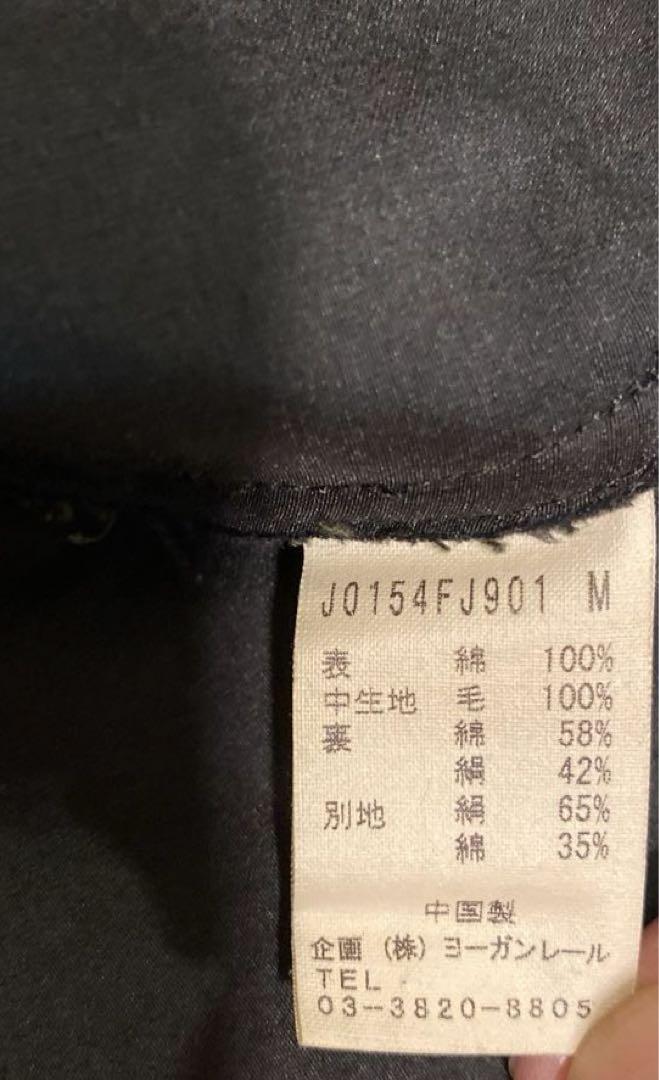 J0154FJ901 M
表 綿 100%
中生地 毛 100%
裏 綿 58%
絹 42%
別地 絹 65%
綿 35%
中国製
企画 (株) ヨーガンレール
TEL
03-3820-8805